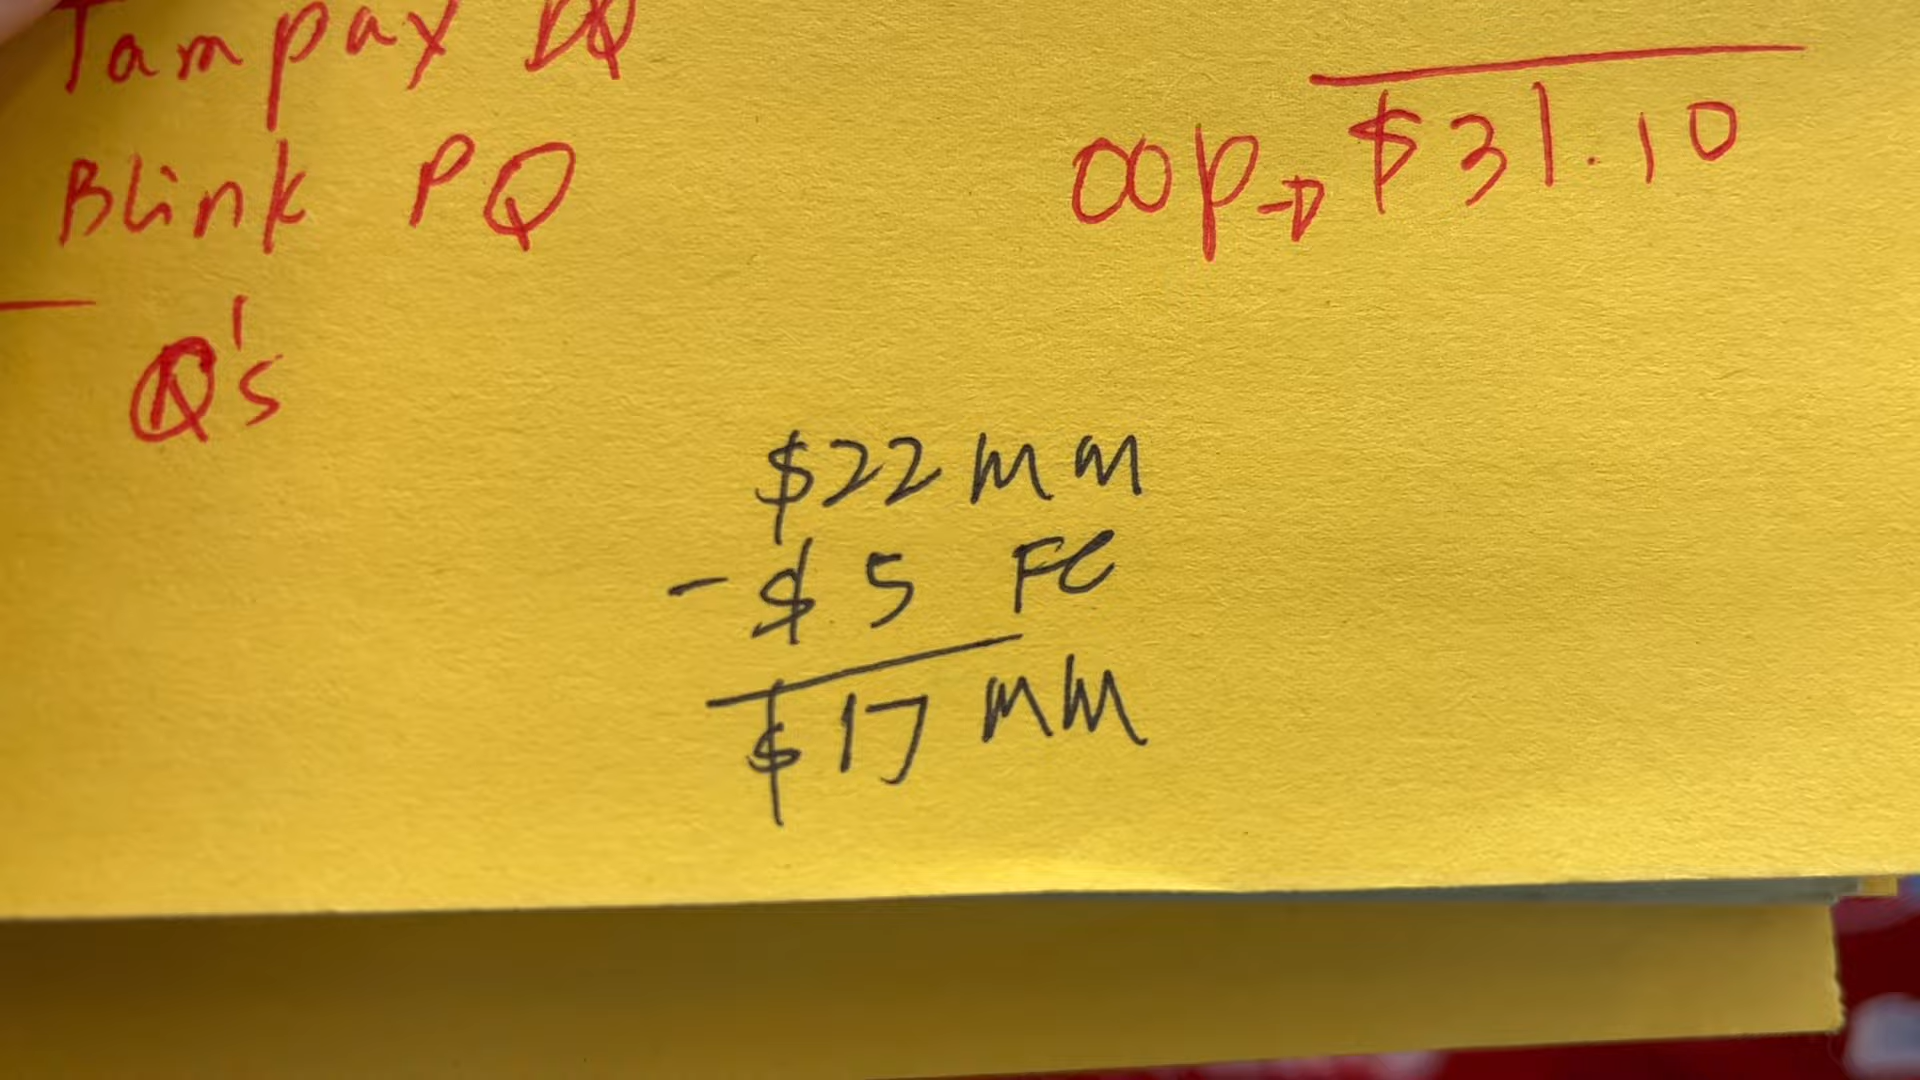 Tampax DQ
Blink PQ
OOP→ $31.10
Q's
$22 MM
- $ 5 FC
$ 17 MM